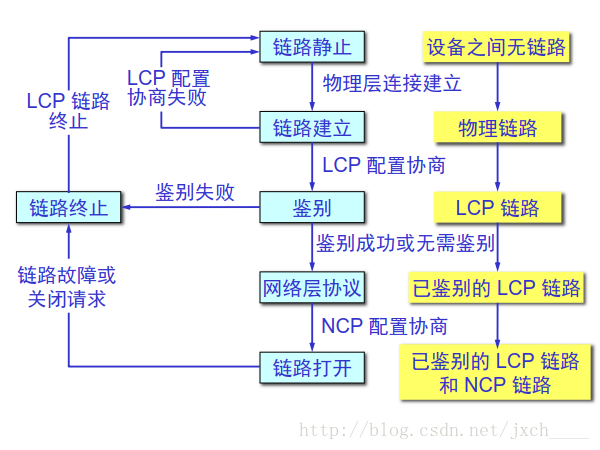 链路静止
设备之间无链路
LCP 配置
协商失败
物理层连接建立
LCP 链路
终止
链路建立
物理链路
LCP 配置协商
鉴别失败
链路终止
鉴别
LCP 链路
鉴别成功或无需鉴别
链路故障或
关闭请求
网络层协议
已鉴别的 LCP 链路
NCP 配置协商
链路打开
已鉴别的 LCP 链路
和 NCP 链路
http://blog.csdn.net/jxch____